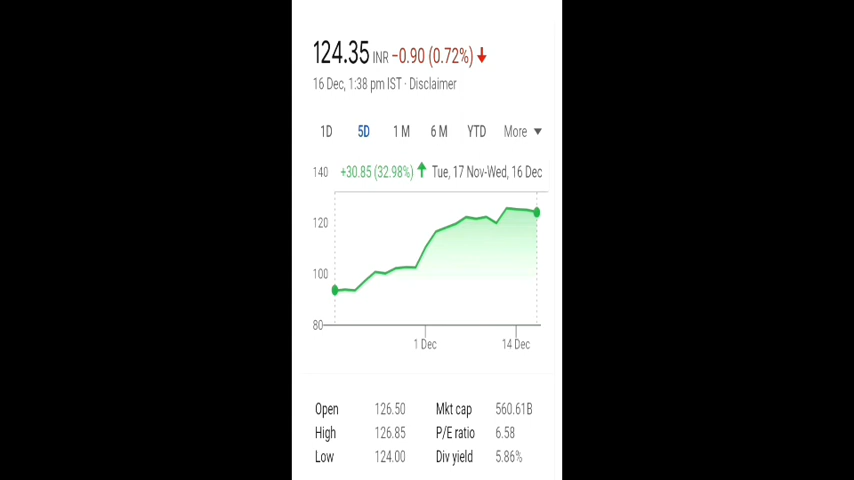 124.35 INR −0.90 (0.72%)
16 Dec, 1:38 pm IST · Disclaimer
1D 5D 1 M 6 M YTD More
140 +30.85 (32.98%) Tue, 17 Nov-Wed, 16 Dec
120
100
80
1 Dec 14 Dec
Open 126.50 Mkt cap 560.61B
High 126.85 P/E ratio 6.58
Low 124.00 Div yield 5.86%